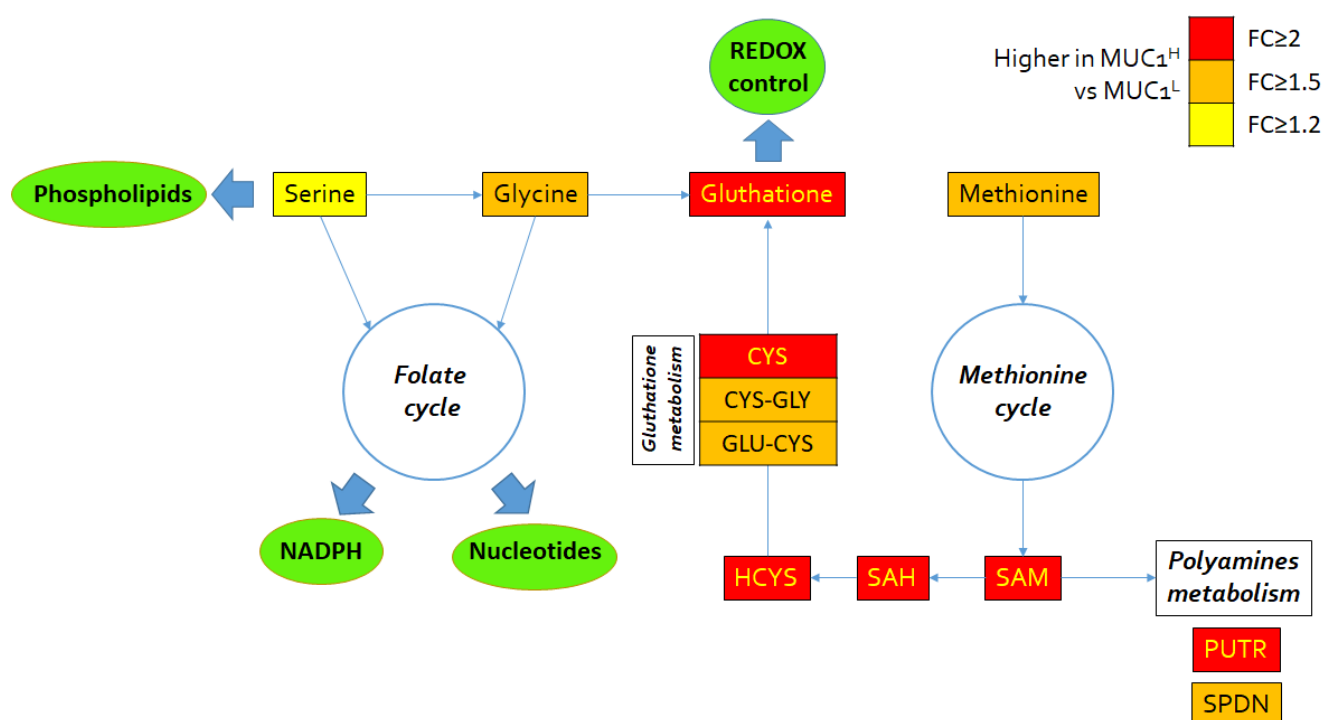 REDOX
control
Higher in MUC1ᴴ
vs MUC1ᴸ
FC≥2
FC≥1.5
FC≥1.2
Phospholipids
Serine
Glycine
Gluthatione
Methionine
Folate
cycle
Gluthatione
metabolism
CYS
CYS-GLY
GLU-CYS
Methionine
cycle
NADPH
Nucleotides
HCYS
SAH
SAM
Polyamines
metabolism
PUTR
SPDN